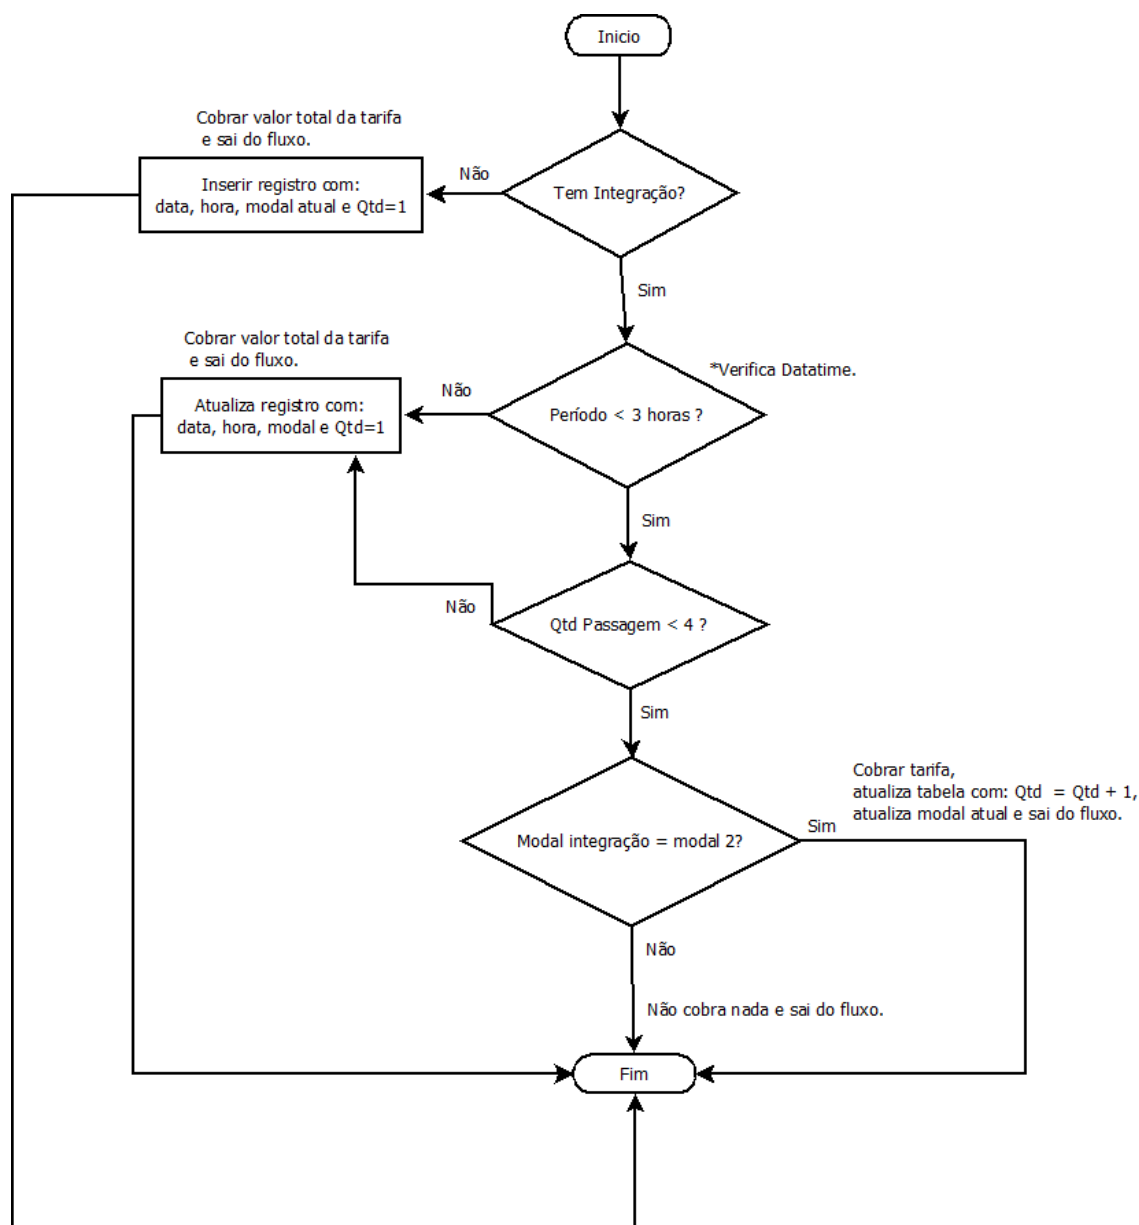 Inicio
Cobrar valor total da tarifa
e sai do fluxo.
Não
Inserir registro com:
data, hora, modal atual e Qtd=1
Tem Integração?
Sim
Cobrar valor total da tarifa
e sai do fluxo.
*Verifica Datatime.
Não
Atualiza registro com:
data, hora, modal e Qtd=1
Período < 3 horas ?
Sim
Não
Qtd Passagem < 4 ?
Sim
Cobrar tarifa,
atualiza tabela com: Qtd = Qtd + 1,
atualiza modal atual e sai do fluxo.
Sim
Modal integração = modal 2?
Não
Não cobra nada e sai do fluxo.
Fim